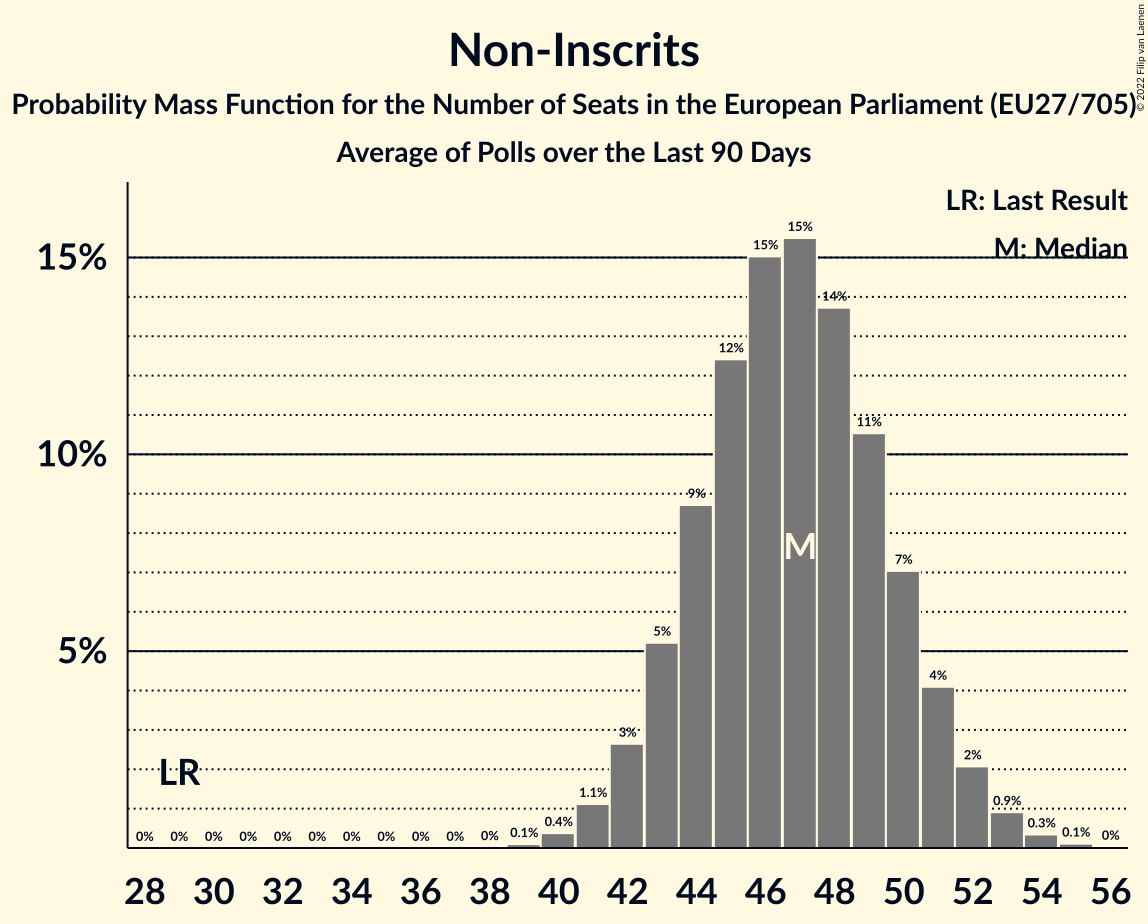 Non-Inscrits
Probability Mass Function for the Number of Seats in the European Parliament (EU27/705)
Average of Polls over the Last 90 Days
© 2022 Filip van Laenen
LR: Last Result
M: Median
15%
10%
5%
0% 0% 0% 0% 0% 0% 0% 0% 0% 0% 0% 0.1% 0.4% 1.1% 3% 5% 9% 12% 15% 15% 14% 11% 7% 4% 2% 0.9% 0.3% 0.1% 0%
LR
M
28 30 32 34 36 38 40 42 44 46 48 50 52 54 56